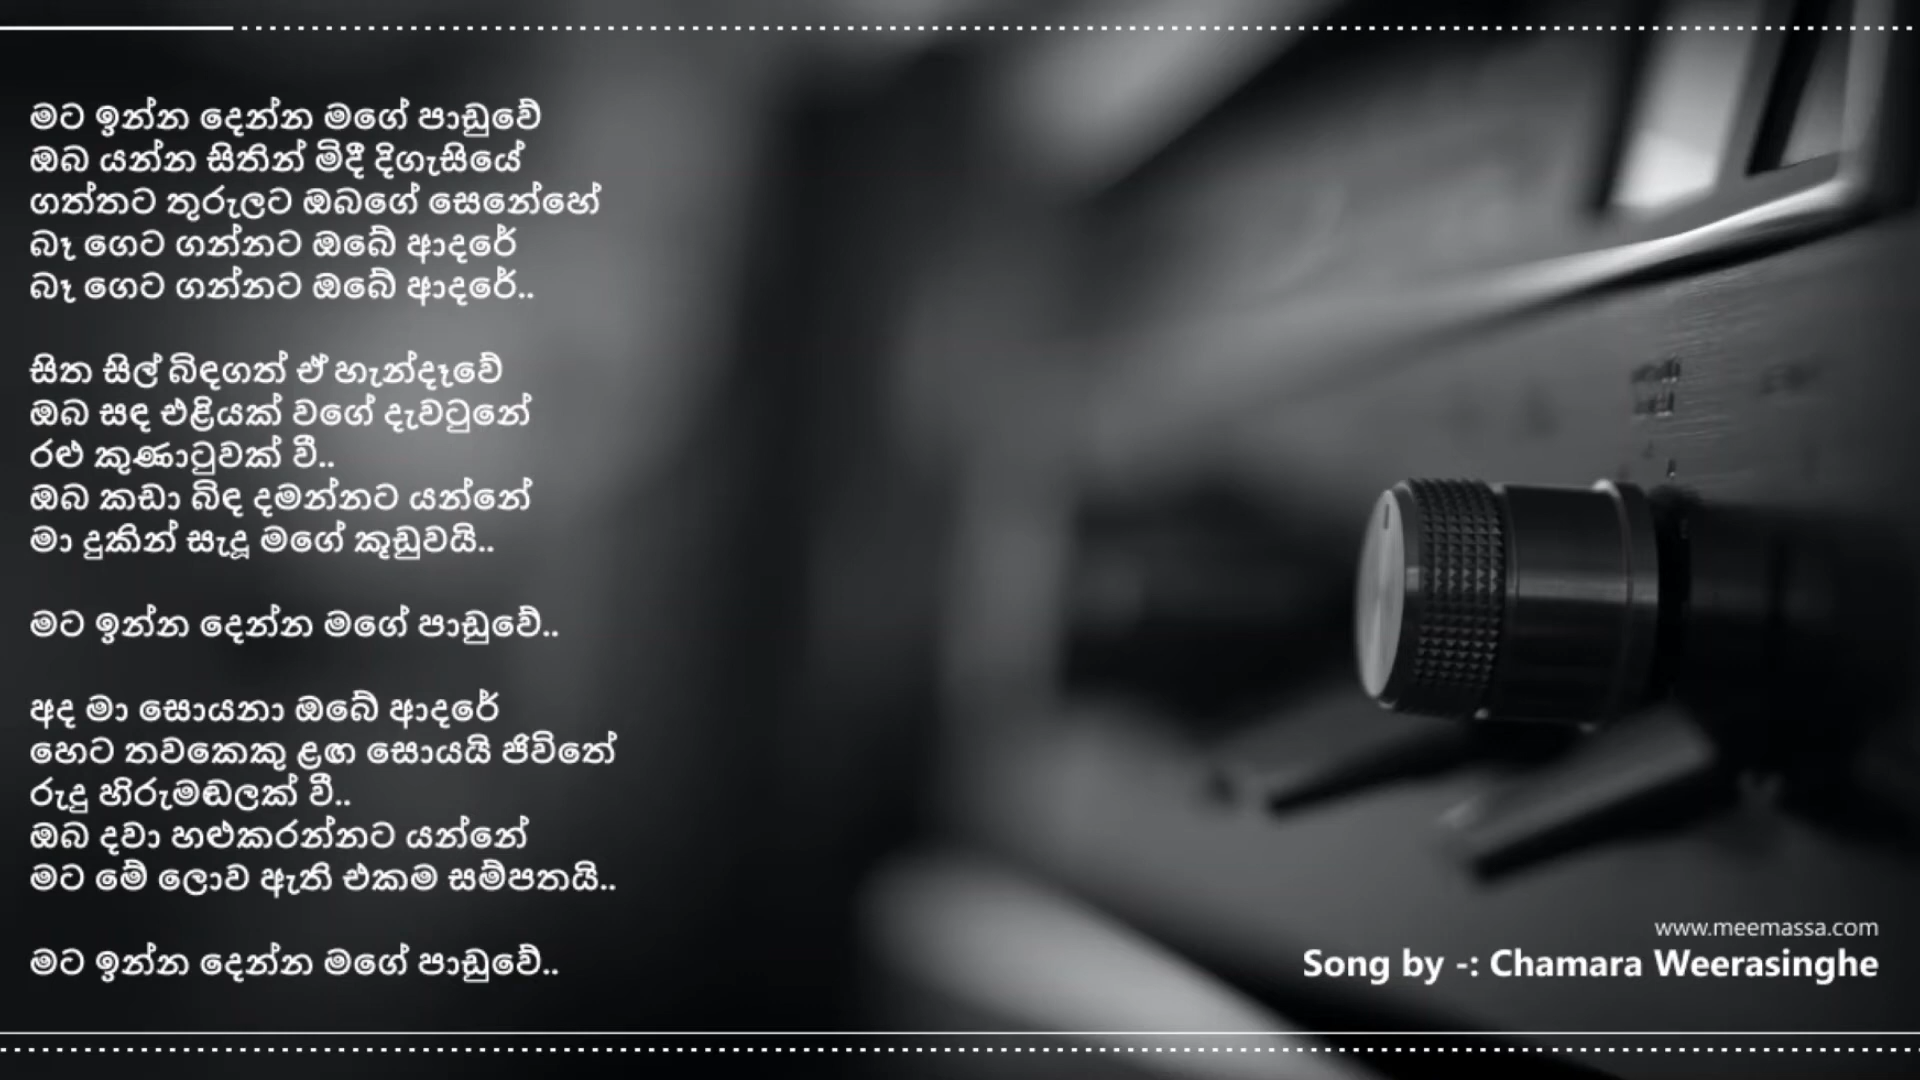 මට ඉන්න දෙන්න මගේ පාඩුවේ
ඔබ යන්න සිතින් මිදී දිගැසියේ
ගත්තට තුරුලට ඔබගේ සෙනේහේ
බෑ ගෙට ගන්නට ඔබේ ආදරේ
බෑ ගෙට ගන්නට ඔබේ ආදරේ..
සිත සිල් බිඳගත් ඒ හැන්දෑවේ
ඔබ සඳ එළියක් වගේ දැවටුනේ
රළු කුණාටුවක් වී..
ඔබ කඩා බිඳ දමන්නට යන්නේ
මා දුකින් සැදූ මගේ කූඩුවයි..
මට ඉන්න දෙන්න මගේ පාඩුවේ..
අද මා සොයනා ඔබේ ආදරේ
හෙට තවකෙකු ළඟ සොයයි ජිවිතේ
රුදු හිරුමඬලක් වී..
ඔබ දවා හළුකරන්නට යන්නේ
මට මේ ලොව ඇති එකම සම්පතයි..
මට ඉන්න දෙන්න මගේ පාඩුවේ..
www.meemassa.com
Song by -: Chamara Weerasinghe